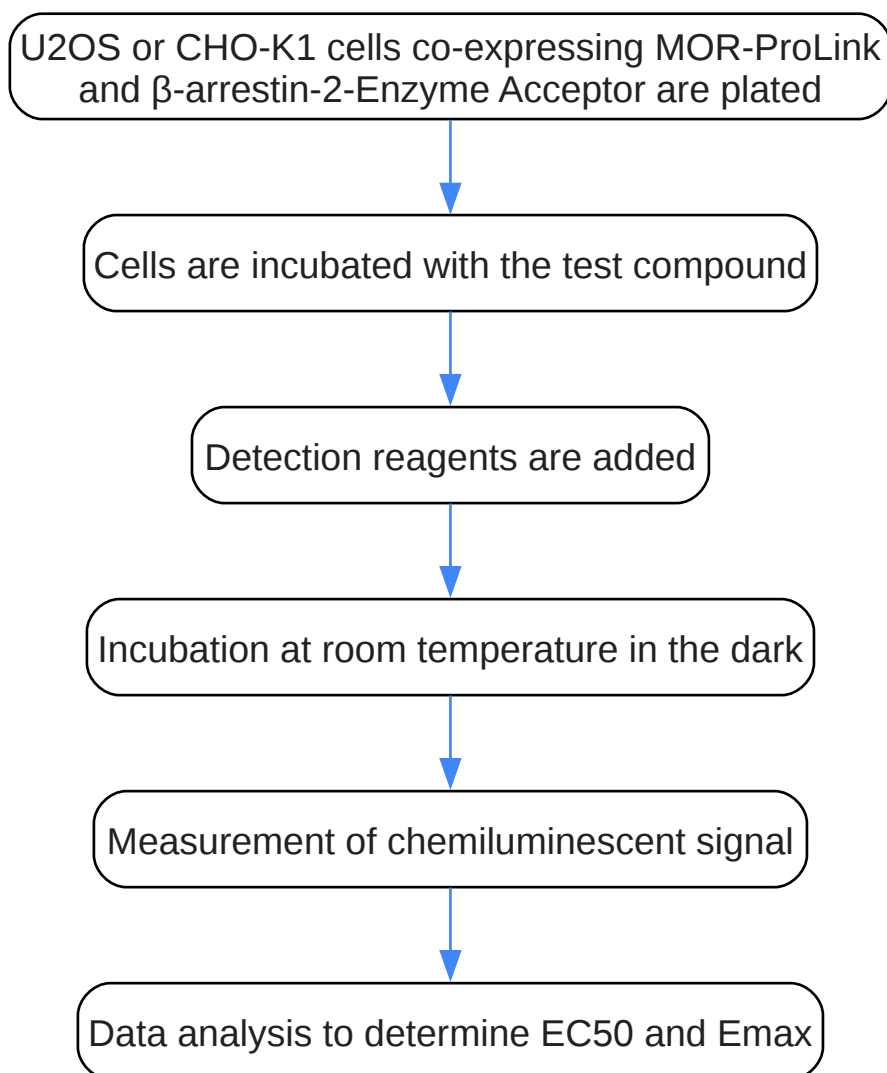 U2OS or CHO-K1 cells co-expressing MOR-ProLink
and β-arrestin-2-Enzyme Acceptor are plated
Cells are incubated with the test compound
Detection reagents are added
Incubation at room temperature in the dark
Measurement of chemiluminescent signal
Data analysis to determine EC50 and Emax